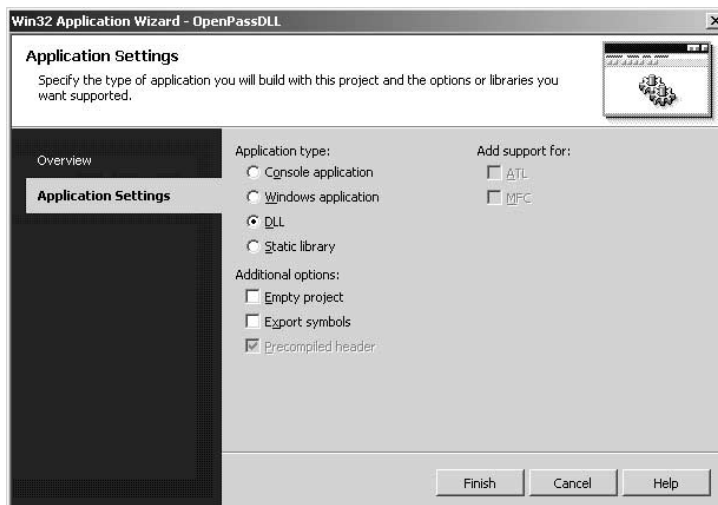 Win32 Application Wizard - OpenPassDLL
Application Settings
Specify the type of application you will build with this project and the options or libraries you
want supported.
Overview
Application Settings
Application type:
Console application
Windows application
DLL
Static library
Additional options:
Empty project
Export symbols
Precompiled header
Add support for:
ATL
MFC
Finish
Cancel
Help